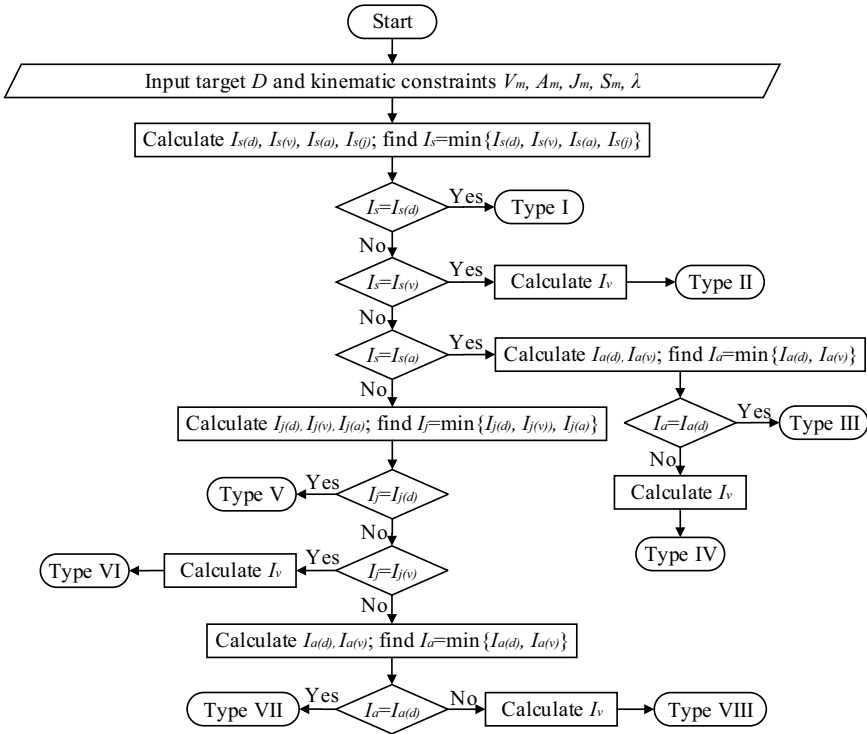 Start
Input target D and kinematic constraints Vm, Am, Jm, Sm, λ
Calculate Is(d), Is(v), Is(a), Is(j); find Is=min{Is(d), Is(v), Is(a), Is(j)}
Is=Is(d)
Yes
Type I
No
Is=Is(v)
Yes
Calculate Iv
Type II
No
Is=Is(a)
Yes
Calculate Ia(d), Ia(v); find Ia=min{Ia(d), Ia(v)}
No
Ia=Ia(d)
Yes
Type III
No
Calculate Iv
Type IV
Calculate Ij(d), Ij(v), Ij(a); find Ij=min{Ij(d), Ij(v)), Ij(a)}
Ij=Ij(d)
Yes
Type V
No
Ij=Ij(v)
Yes
Calculate Iv
Type VI
No
Calculate Ia(d), Ia(v); find Ia=min{Ia(d), Ia(v)}
Ia=Ia(d)
Yes
Type VII
No
Calculate Iv
Type VIII